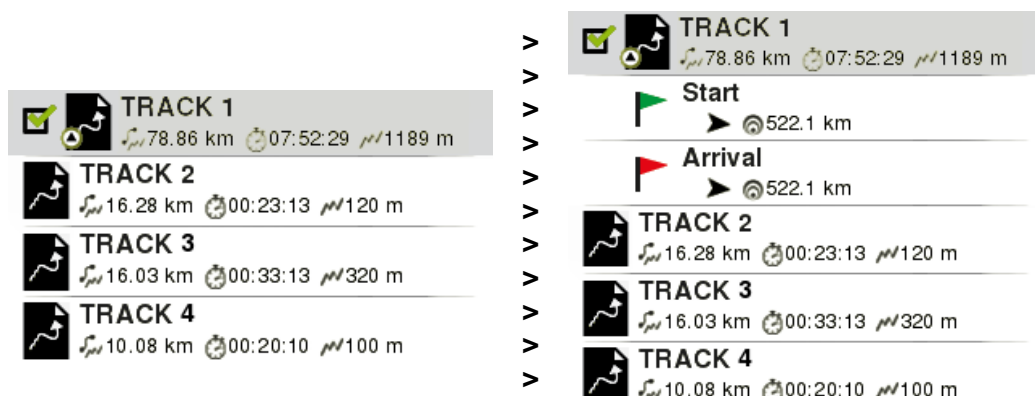 TRACK 1
78.86 km 07:52:29 1189 m
TRACK 2
16.28 km 00:23:13 120 m
TRACK 3
16.03 km 00:33:13 320 m
TRACK 4
10.08 km 00:20:10 100 m
>
>
>
>
>
>
>
>
>
>
>
TRACK 1
78.86 km 07:52:29 1189 m
Start
522.1 km
Arrival
522.1 km
TRACK 2
16.28 km 00:23:13 120 m
TRACK 3
16.03 km 00:33:13 320 m
TRACK 4
10.08 km 00:20:10 100 m